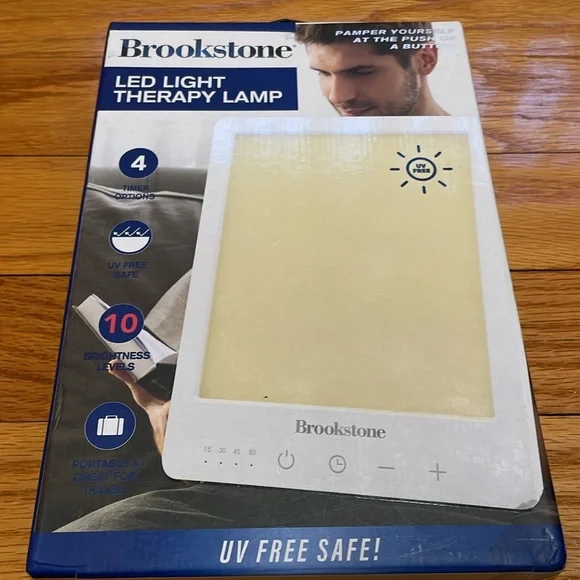 Brookstone®
PAMPER YOURSELF
AT THE PUSH OF
A BUTTON
LED LIGHT
THERAPY LAMP
4
TIMER
OPTIONS
UV
FREE
UV FREE
SAFE
10
BRIGHTNESS
LEVELS
PORTABLE &
GREAT FOR
TRAVEL
Brookstone
15 30 45 60
UV FREE SAFE!